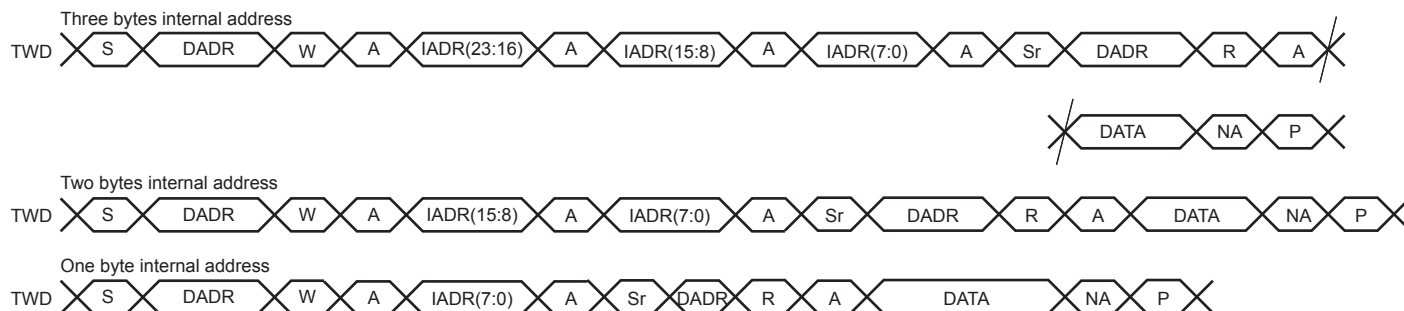 Three bytes internal address
TWD S DADR W A IADR(23:16) A IADR(15:8) A IADR(7:0) A Sr DADR R A
DATA NA P
Two bytes internal address
TWD S DADR W A IADR(15:8) A IADR(7:0) A Sr DADR R A DATA NA P
One byte internal address
TWD S DADR W A IADR(7:0) A Sr DADR R A DATA NA P